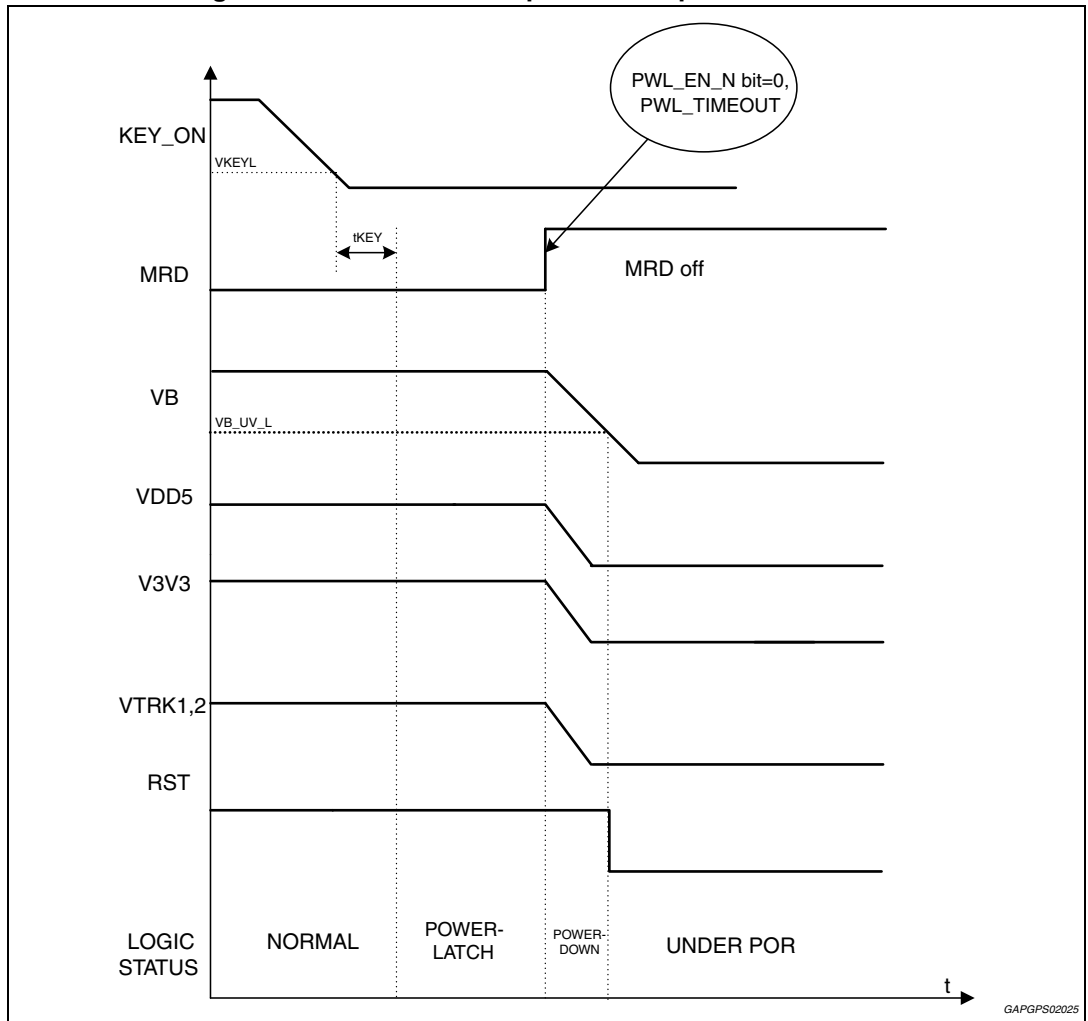 PWL_EN_N bit=0,
PWL_TIMEOUT
KEY_ON
VKEYL
tKEY
MRD
MRD off
VB
VB_UV_L
VDD5
V3V3
VTRK1,2
RST
LOGIC
STATUS
NORMAL
POWER-
LATCH
POWER-
DOWN
UNDER POR
t
GAPGPS02025